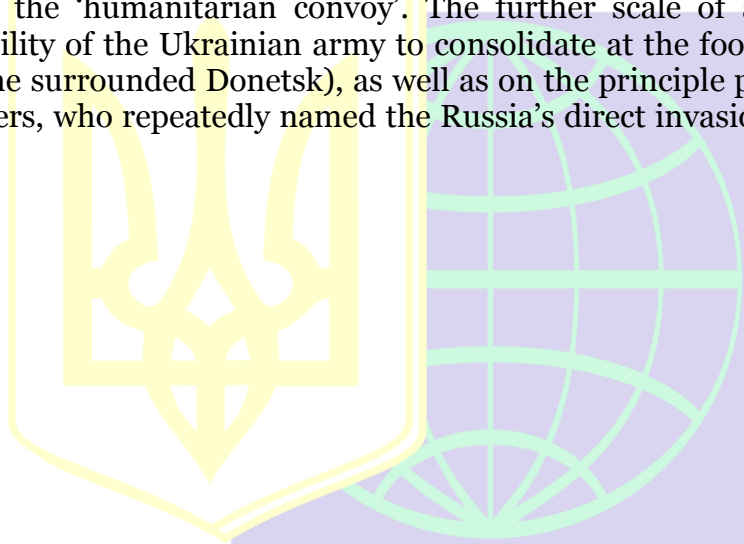 the ‘humanitarian convoy’. The further scale of a
ility of the Ukrainian army to consolidate at the foo
ne surrounded Donetsk), as well as on the principle p
ers, who repeatedly named the Russia’s direct invasio